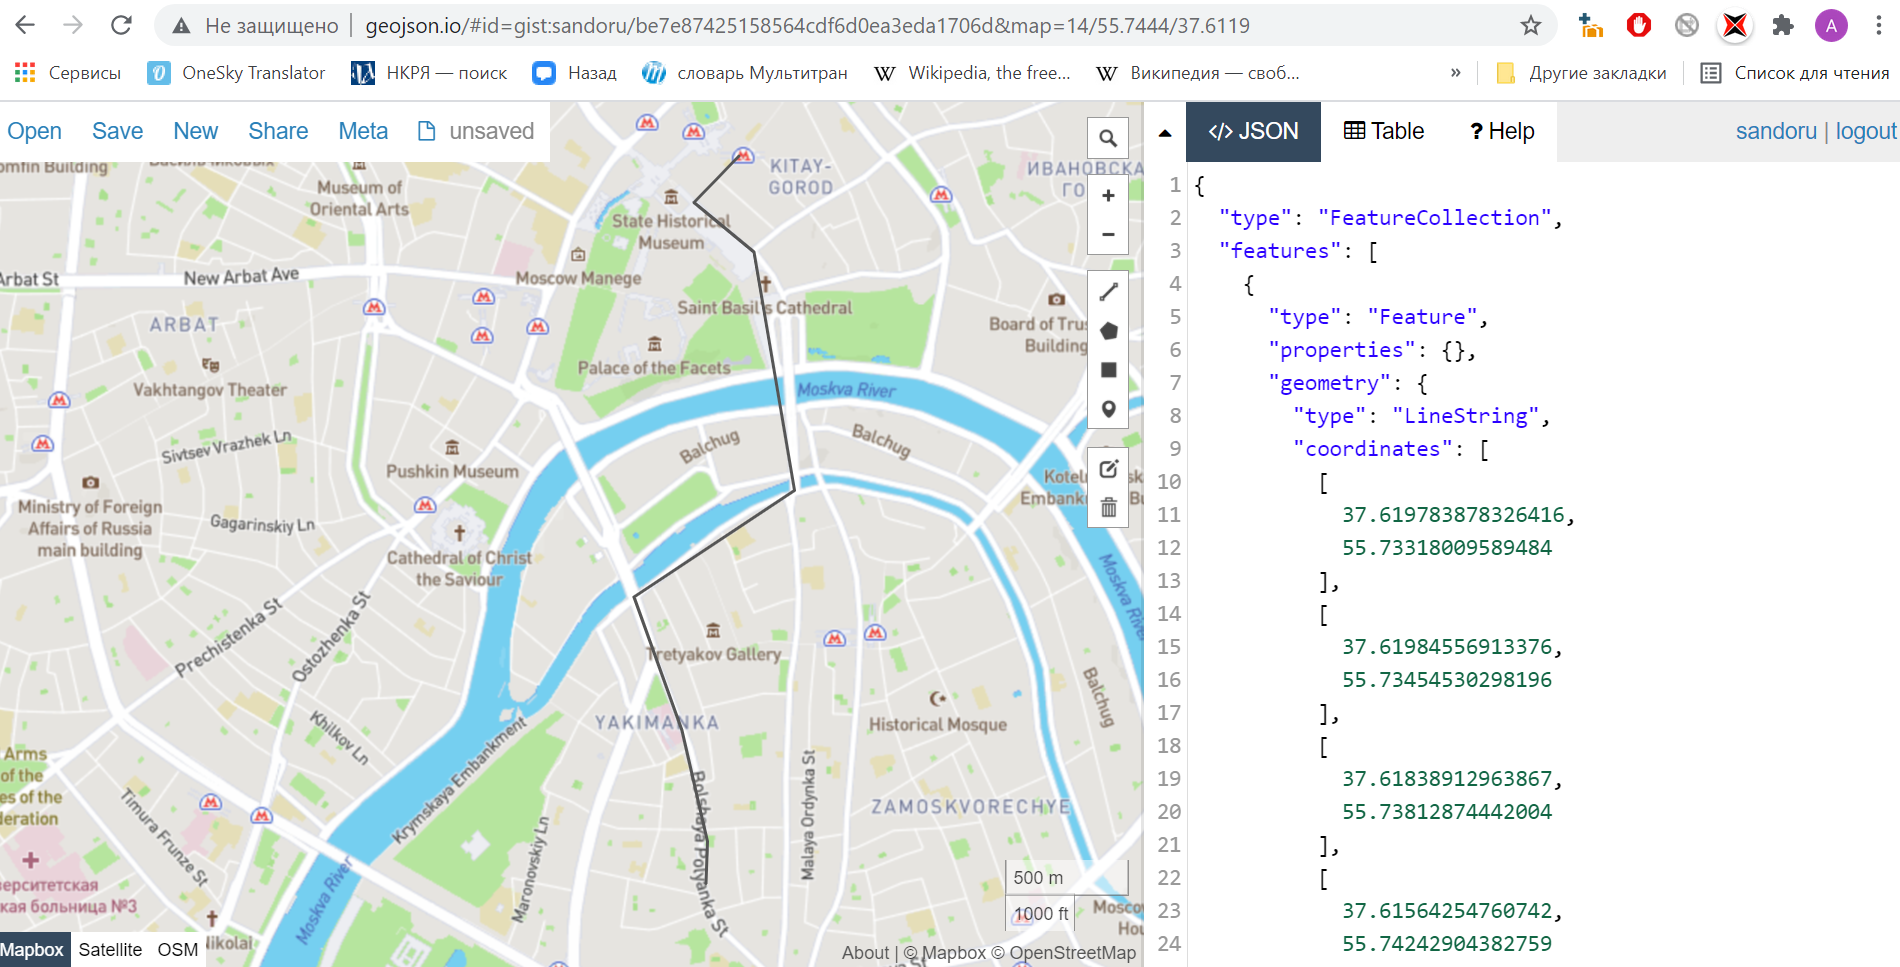 Не защищено | geojson.io/#id=gist:sandoru/be7e87425158564cdf6d0ea3eda1706d&map=14/55.7444/37.6119
A
Сервисы
OneSky Translator
НКРЯ — поиск
Назад
словарь Мультитран
W Wikipedia, the free...
W Википедия — своб...
»
Другие закладки
Список для чтения
Open Save New Share Meta unsaved
</> JSON
Table
? Help
sandoru | logout
omfin Building
Museum of
Oriental Arts
KITAY-
GOROD
ИВАНОВСКА
ГО
State Historical
Museum
Arbat St
New Arbat Ave
Moscow Manege
Saint Basil's Cathedral
ARBAT
Board of Tru
Building
Palace of the Facets
Vakhtangov Theater
Moskva River
Sivtsev Vrazhek Ln
Balchug
Balchug
Pushkin Museum
Ministry of Foreign
Affairs of Russia
main building
Gagarinskiy Ln
Cathedral of Christ
the Saviour
Kotel
sk
Embank
Bu
Moskva River
Prechistenka St
Ostozhenka St
Tretyakov Gallery
Balchug
YAKIMANKA
Historical Mosque
Khilkov Ln
Arms
of the
es of the
deration
Krymskaya Embankment
Timura Frunze St
Bolshaya Polyanka St
Malaya Ordynka St
ZAMOSKVORECHYE
Maronovskiy Ln
верситетская
кая больница №3
Moskva River
Nikolai
Moscow
Hou
+
−
500 m
1000 ft
Mapbox Satellite OSM
About | © Mapbox © OpenStreetMap
1 {
2 "type": "FeatureCollection",
3 "features": [
4 {
5 "type": "Feature",
6 "properties": {},
7 "geometry": {
8 "type": "LineString",
9 "coordinates": [
10 [
11 37.619783878326416,
12 55.73318009589484
13 ],
14 [
15 37.61984556913376,
16 55.73454530298196
17 ],
18 [
19 37.61838912963867,
20 55.73812874442004
21 ],
22 [
23 37.61564254760742,
24 55.74242904382759